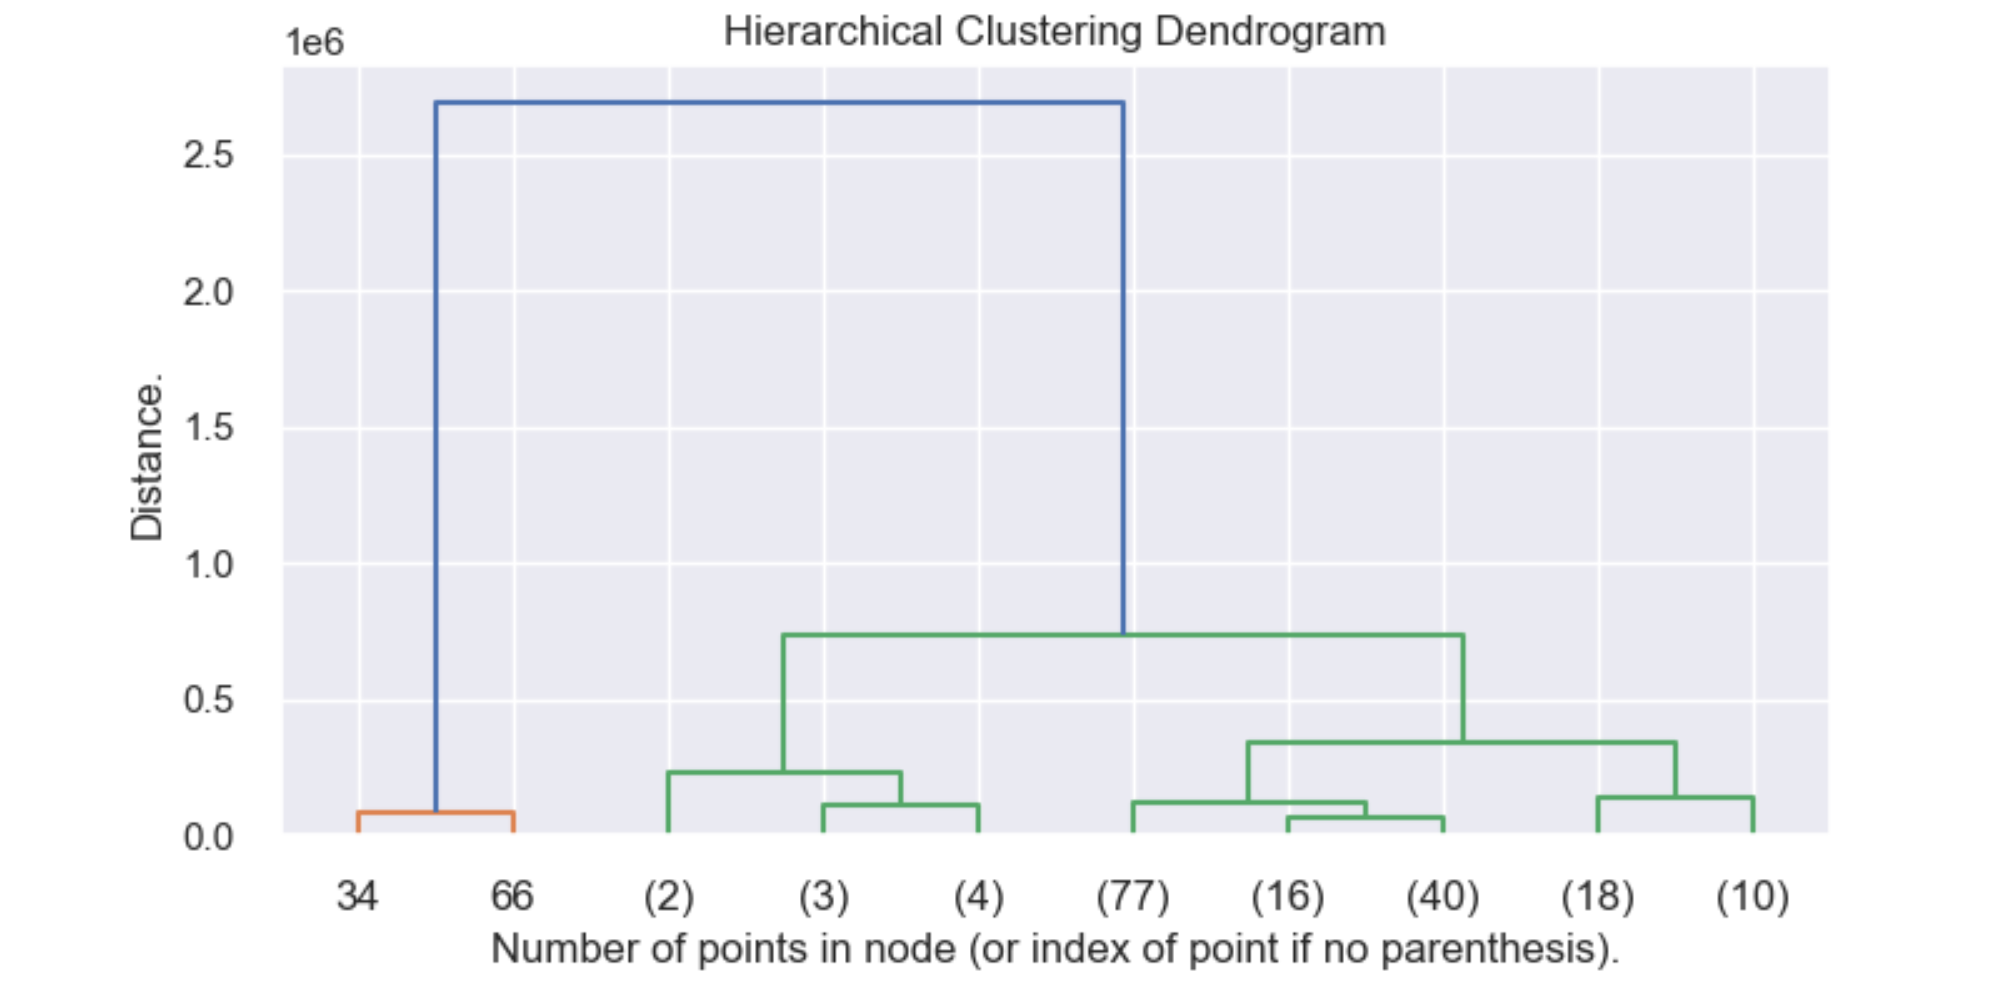 Hierarchical Clustering Dendrogram
1e6
2.5
2.0
1.5
1.0
0.5
0.0
Distance.
34 66 (2) (3) (4) (77) (16) (40) (18) (10)
Number of points in node (or index of point if no parenthesis).